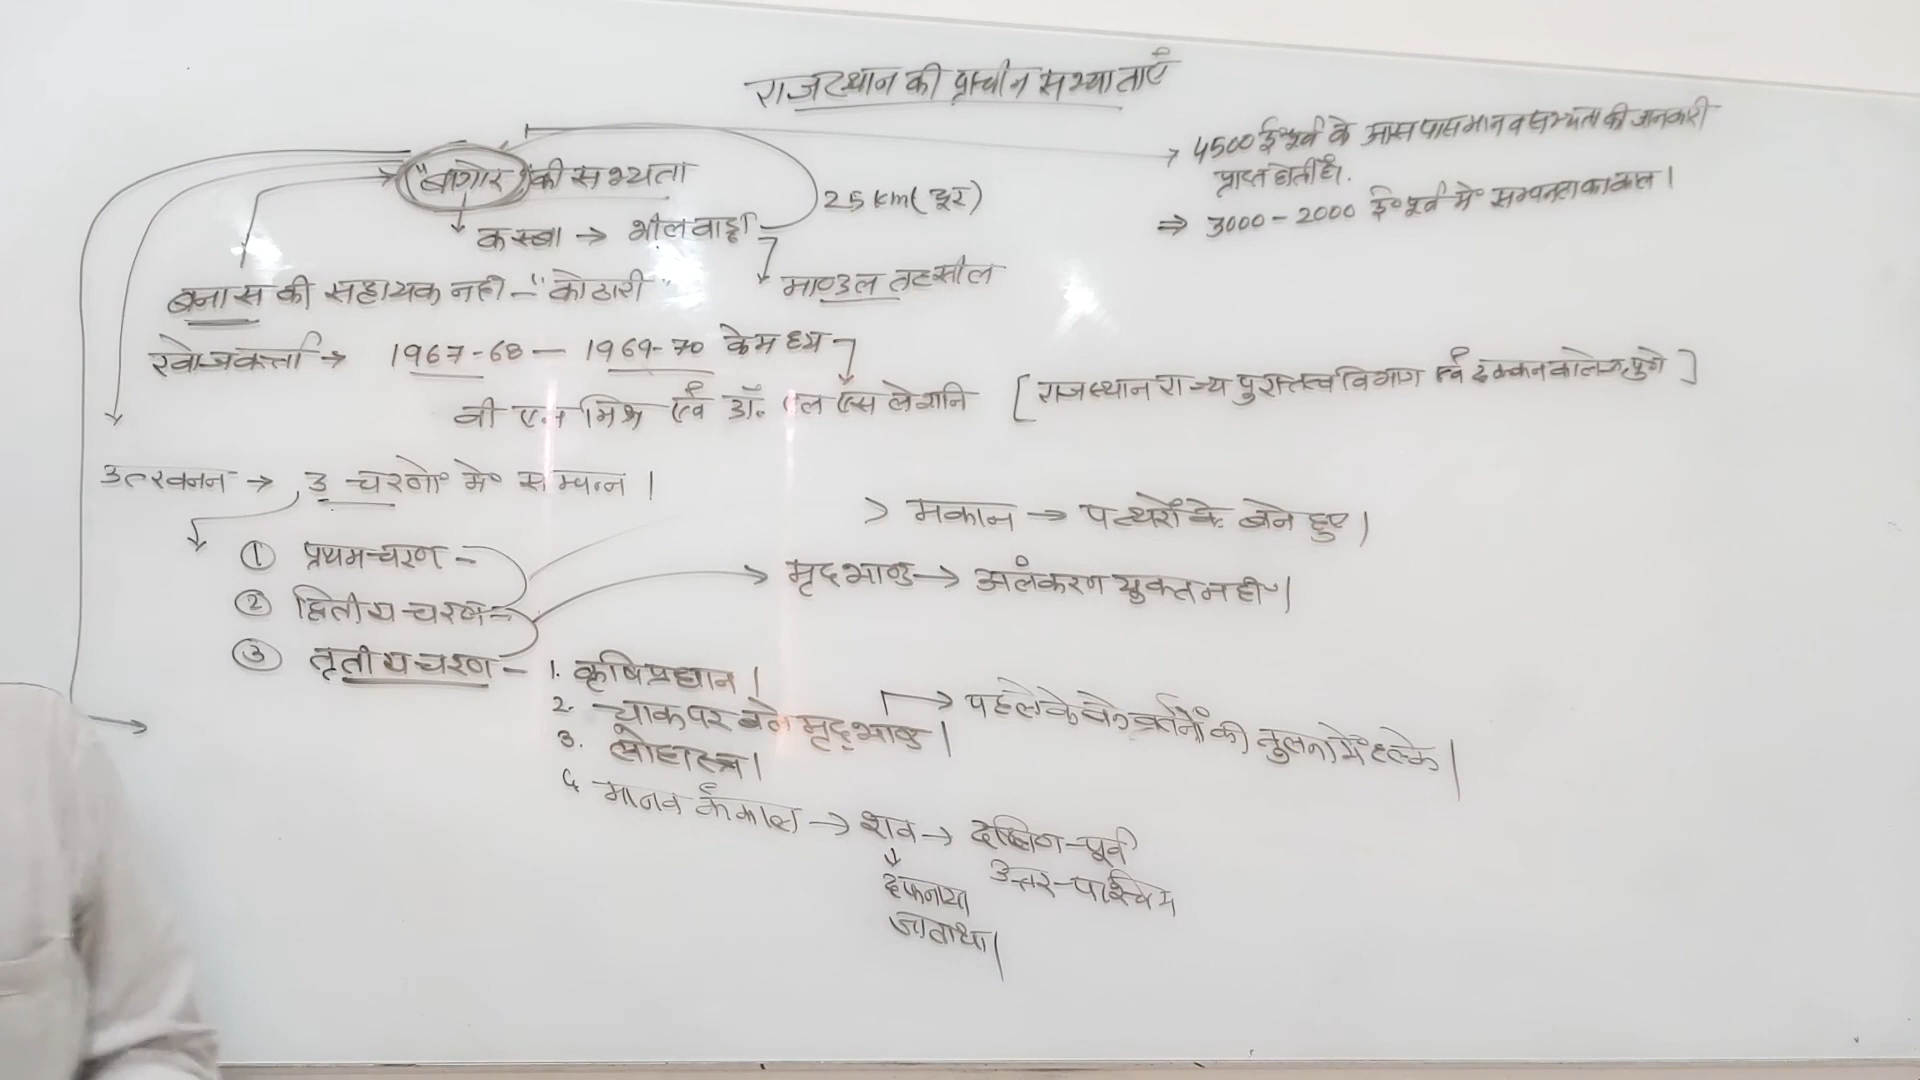 राजस्थान की प्राचीन सभ्यताएँ
"बागोर" की सभ्यता
→ 4500 ई॰पूर्व के आस पास मानव सभ्यता की जानकारी
प्राप्त होती है।
⇒ 3000 - 2000 ई॰पूर्व में सम्पन्नता का काल।
कस्बा → भीलवाड़ा
25 km (दूर)
माण्डल तहसील
बनास की सहायक नदी - "कोठारी"
खोजकर्त्ता → 1967-68 — 1969-70 के मध्य
वी एन मिश्र एवं डॉ. एल एस लेशनि [राजस्थान राज्य पुरातत्व विभाग एवं दक्कन कॉलेज, पुणे]
उत्खनन → 3 चरणों में सम्पन्न।
① प्रथम चरण -
② द्वितीय चरण -
③ तृतीय चरण -
> मकान → पत्थरों के बने हुए।
→ मृद्भाण्ड → अलंकरण युक्त नहीं।
1. कृषि प्रधान।
2. चाक पर बने मृद्भाण्ड। → पहले के बने बर्तनों की तुलना में हल्के।
3. लोहास्त्र।
4. मानव कंकाल → शव → दक्षिण-पूर्व
उत्तर-पश्चिम
दफनाया
जाता था।